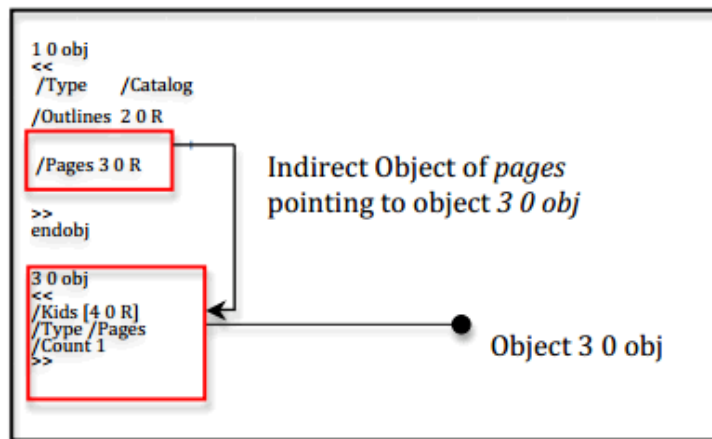 1 0 obj
<<
/Type /Catalog
/Outlines 2 0 R
/Pages 3 0 R
>>
endobj
Indirect Object of pages
pointing to object 3 0 obj
3 0 obj
<<
/Kids [4 0 R]
/Type /Pages
/Count 1
>>
Object 3 0 obj